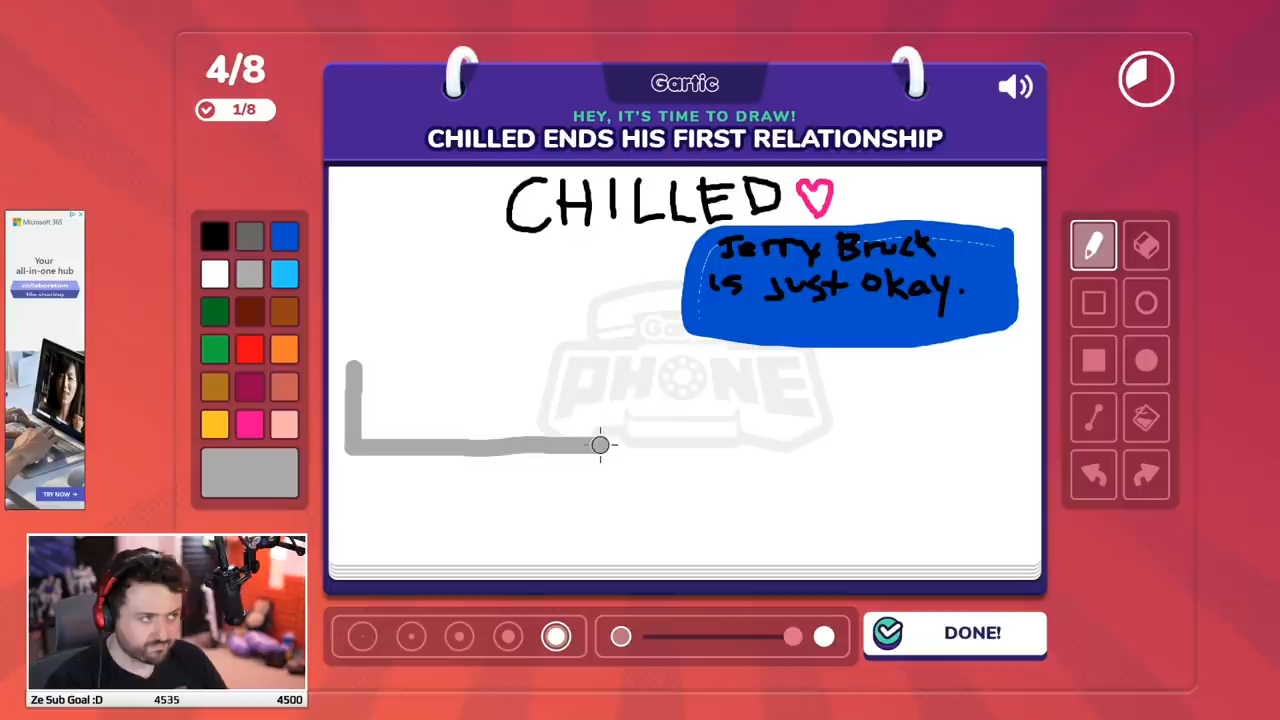 4/8
1/8
Gartic
HEY, IT'S TIME TO DRAW!
CHILLED ENDS HIS FIRST RELATIONSHIP
CHILLED
Jerry Bruck
is just okay.
PHONE
Microsoft 365
Your
all-in-one hub
collaboration
file sharing
TRY NOW →
DONE!
Ze Sub Goal :D 4535 4500